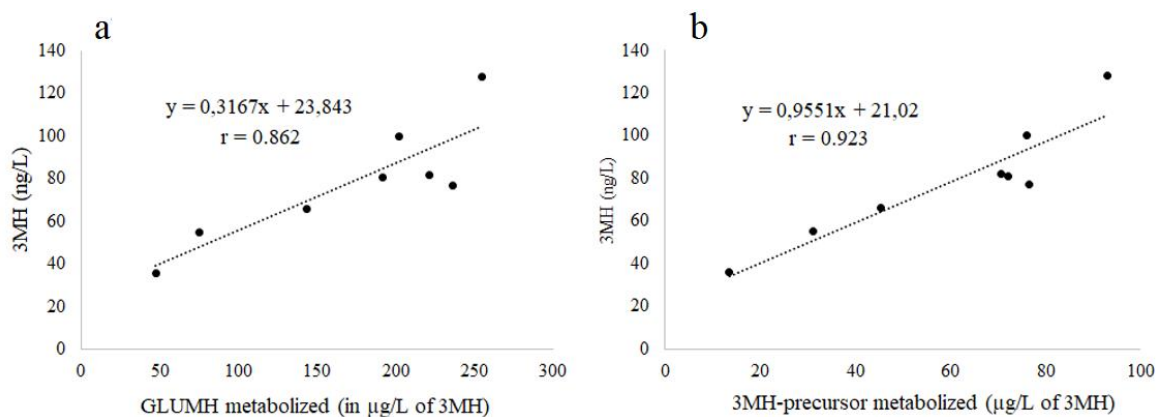 a
140
120
100
80
60
40
20
0
3MH (ng/L)
y = 0,3167x + 23,843
r = 0.862
0 50 100 150 200 250 300
GLUMH metabolized (in µg/L of 3MH)
b
140
120
100
80
60
40
20
0
3MH (ng/L)
y = 0,9551x + 21,02
r = 0.923
0 20 40 60 80 100
3MH-precursor metabolized (µg/L of 3MH)